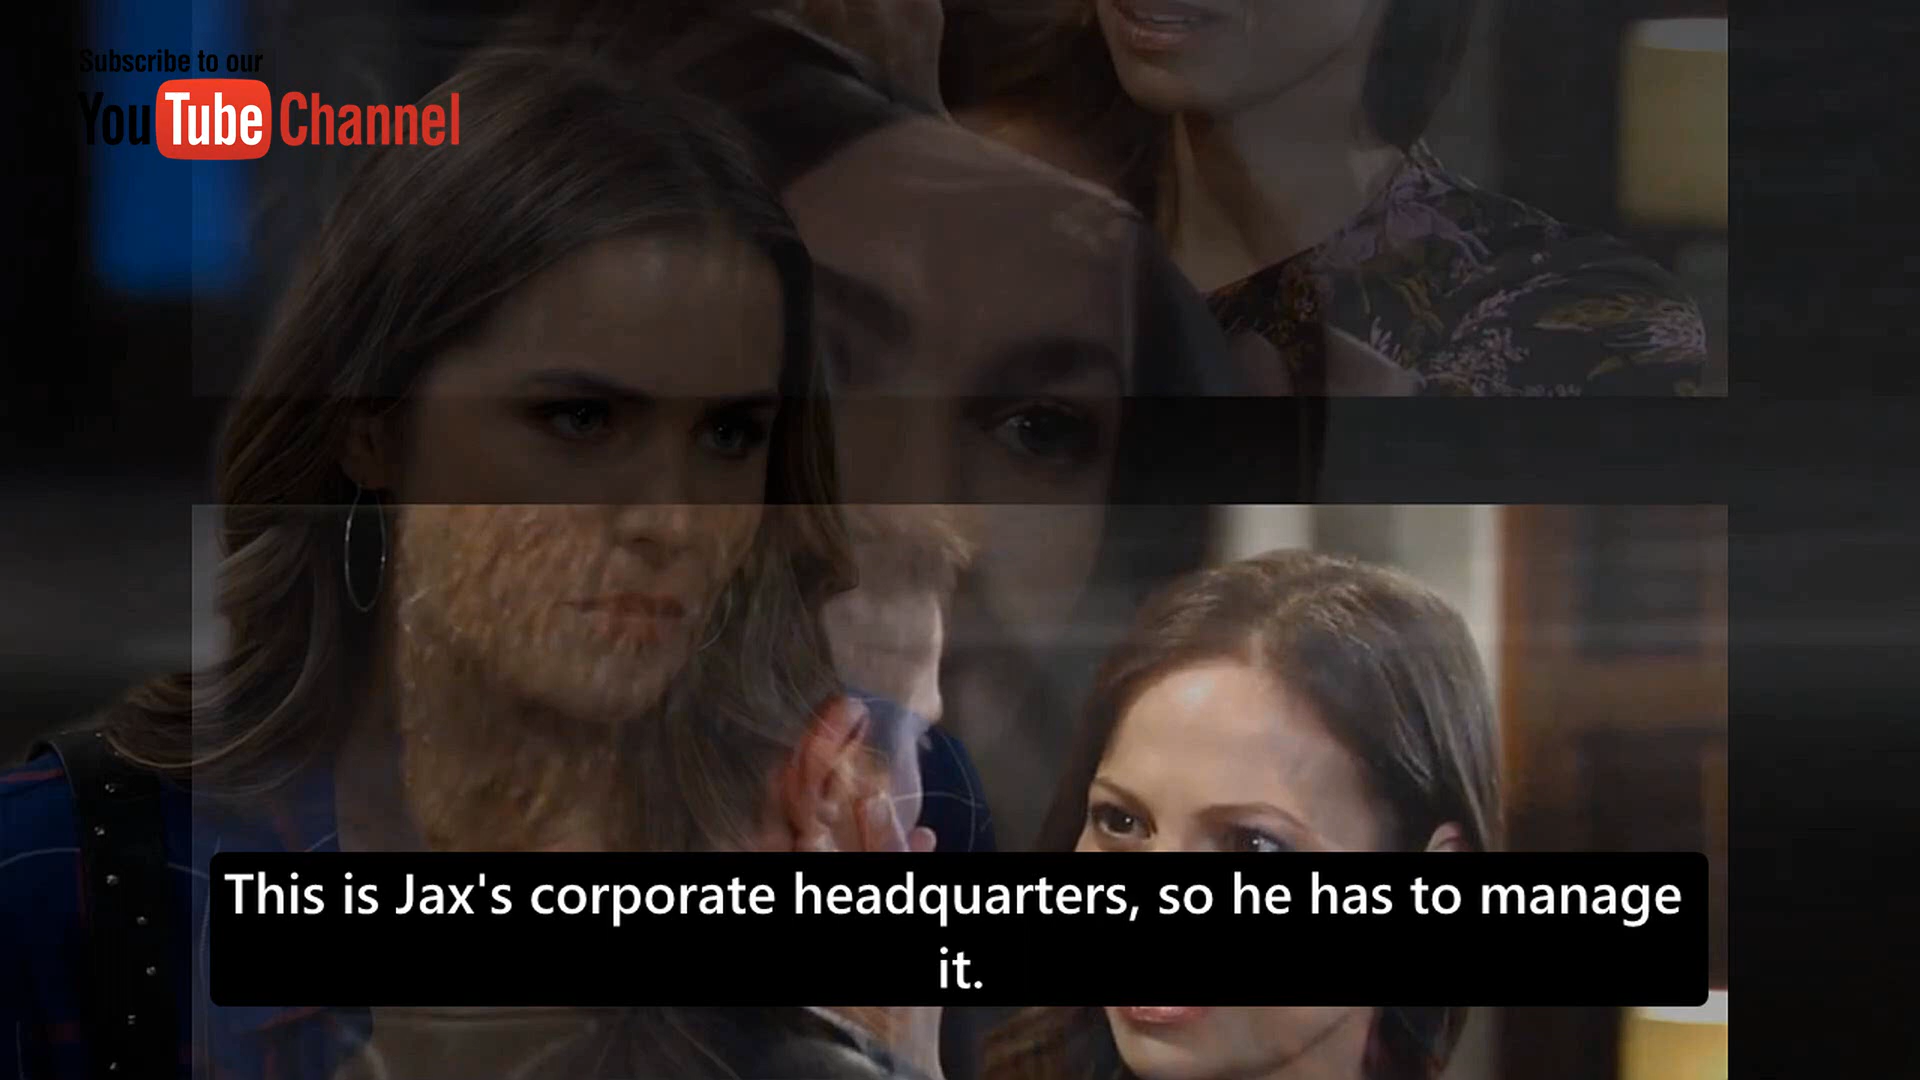 Subscribe to our
YouTube Channel
This is Jax's corporate headquarters, so he has to manage
it.